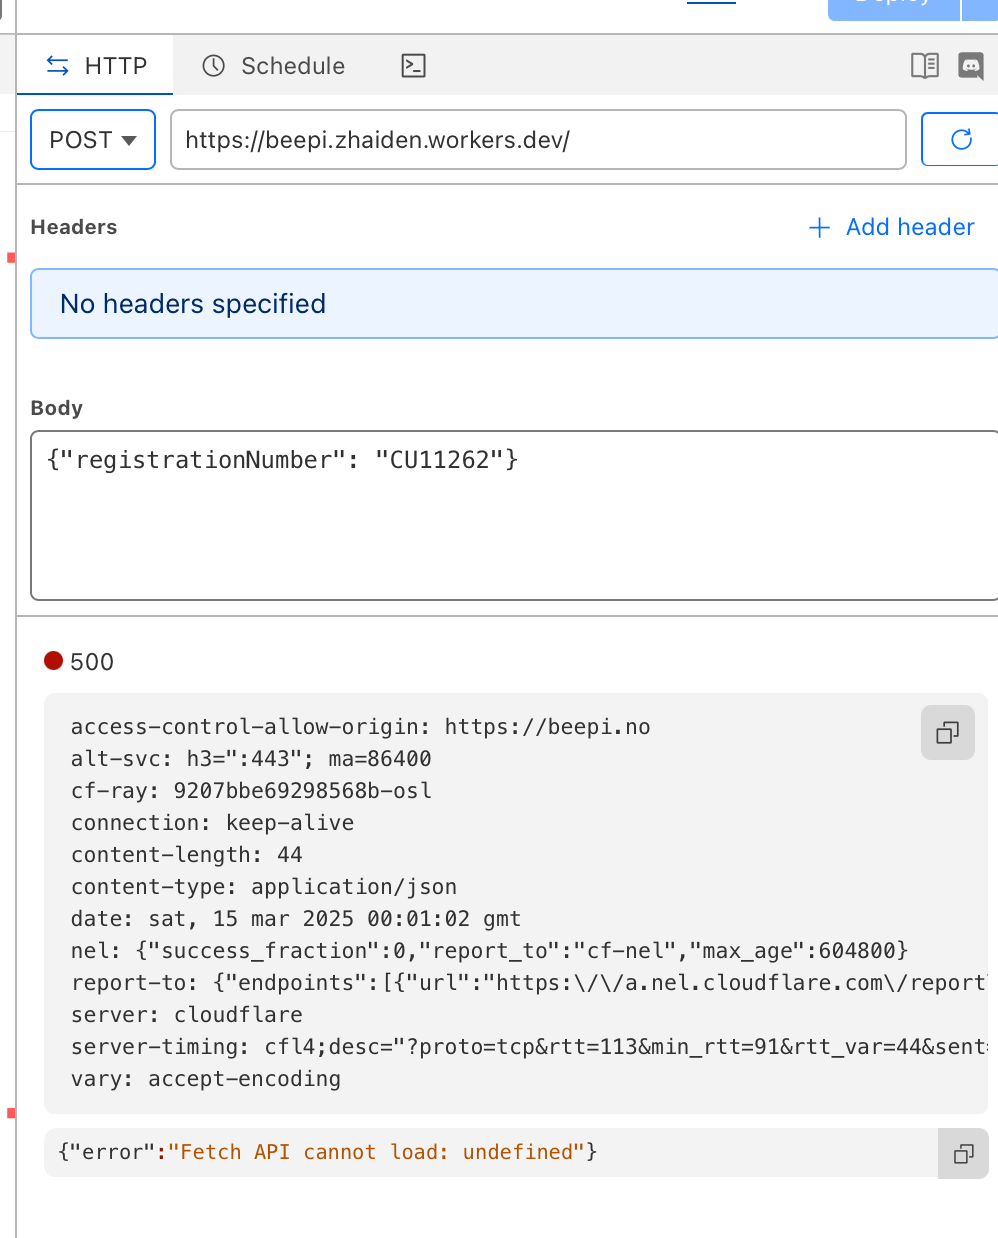 HTTP
Schedule
POST
https://beepi.zhaiden.workers.dev/
Headers
Add header
No headers specified
Body
{"registrationNumber": "CU11262"}
500
access-control-allow-origin: https://beepi.no
alt-svc: h3=":443"; ma=86400
cf-ray: 9207bbe69298568b-osl
connection: keep-alive
content-length: 44
content-type: application/json
date: sat, 15 mar 2025 00:01:02 gmt
nel: {"success_fraction":0,"report_to":"cf-nel","max_age":604800}
report-to: {"endpoints":[{"url":"https:\/\/a.nel.cloudflare.com\/report
server: cloudflare
server-timing: cfl4;desc="?proto=tcp&rtt=113&min_rtt=91&rtt_var=44&sent=
vary: accept-encoding
{"error":"Fetch API cannot load: undefined"}